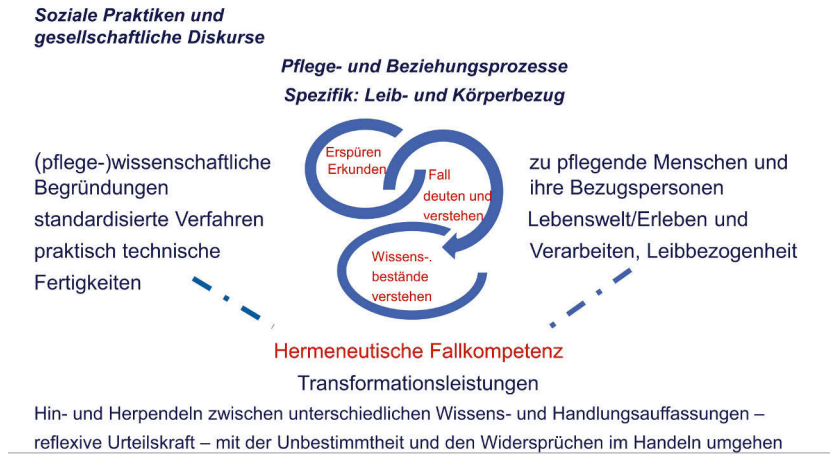 Soziale Praktiken und
gesellschaftliche Diskurse
Pflege- und Beziehungsprozesse
Spezifik: Leib- und Körperbezug
(pflege-)wissenschaftliche
Begründungen
standardisierte Verfahren
praktisch technische
Fertigkeiten
Erspüren
Erkunden
Fall
deuten und
verstehen
Wissens-.
bestände
verstehen
zu pflegende Menschen und
ihre Bezugspersonen
Lebenswelt/Erleben und
Verarbeiten, Leibbezogenheit
Hermeneutische Fallkompetenz
Transformationsleistungen
Hin- und Herpendeln zwischen unterschiedlichen Wissens- und Handlungsauffassungen –
reflexive Urteilskraft – mit der Unbestimmtheit und den Widersprüchen im Handeln umgehen